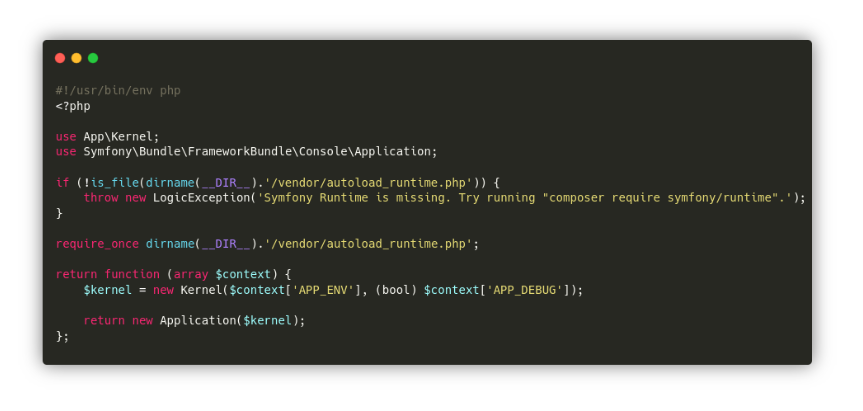 #!/usr/bin/env php
<?php
use App\Kernel;
use Symfony\Bundle\FrameworkBundle\Console\Application;
if (!is_file(dirname(__DIR__).'/vendor/autoload_runtime.php')) {
    throw new LogicException('Symfony Runtime is missing. Try running "composer require symfony/runtime".');
}
require_once dirname(__DIR__).'/vendor/autoload_runtime.php';
return function (array $context) {
    $kernel = new Kernel($context['APP_ENV'], (bool) $context['APP_DEBUG']);
    return new Application($kernel);
};